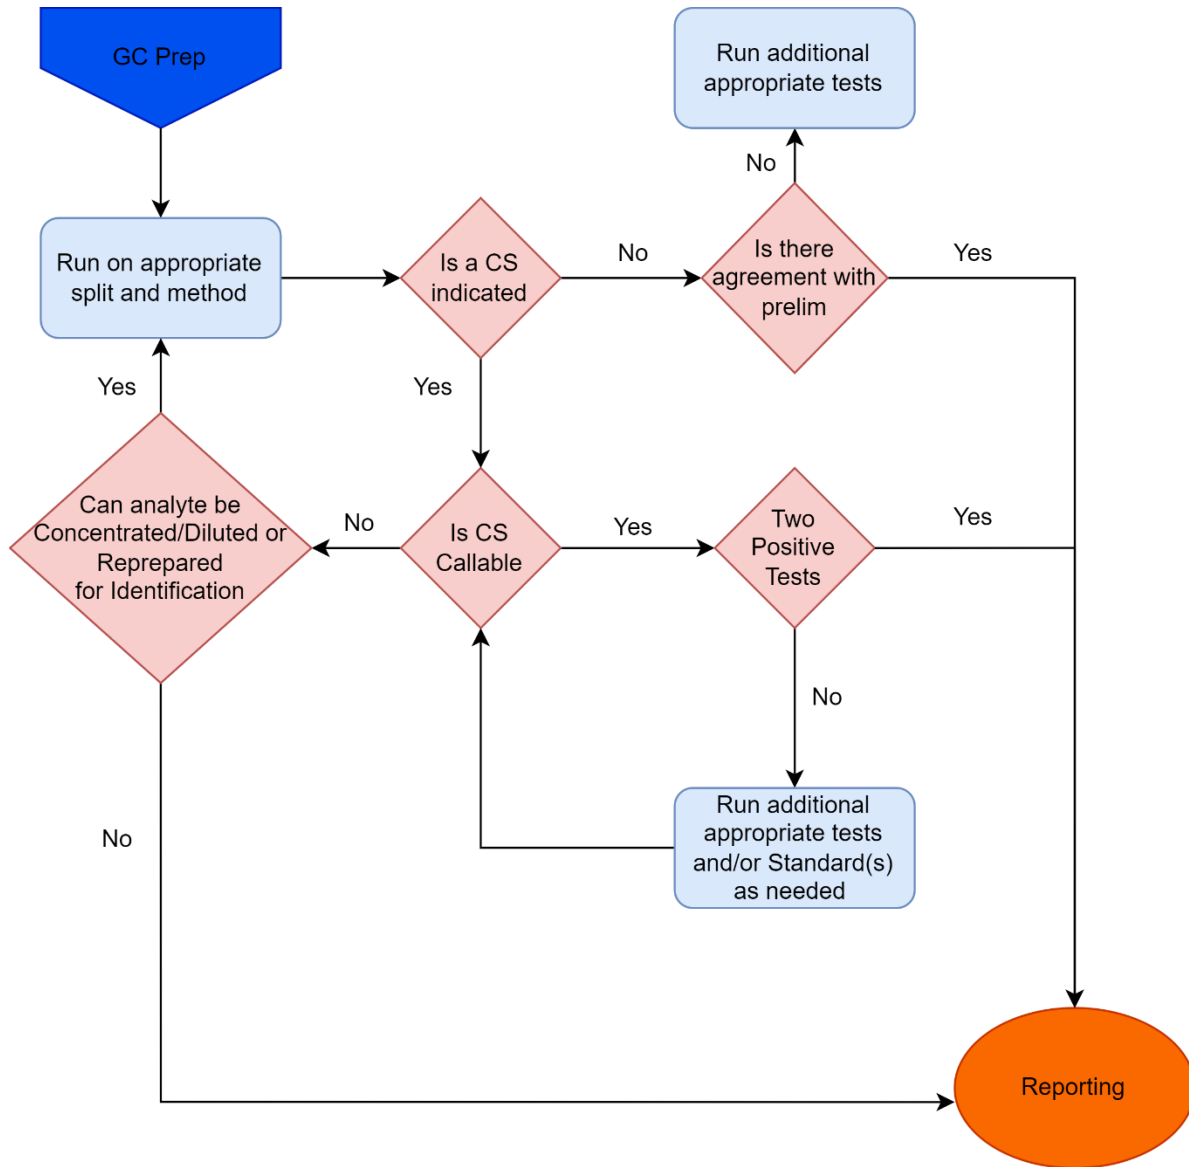 GC Prep
Run additional
appropriate tests
No
Run on appropriate
split and method
Is a CS
indicated
No
Is there
agreement with
prelim
Yes
Yes
Yes
Can analyte be
Concentrated/Diluted or
Reprepared
for Identification
No
Is CS
Callable
Yes
Two
Positive
Tests
Yes
No
No
Run additional
appropriate tests
and/or Standard(s)
as needed
Reporting